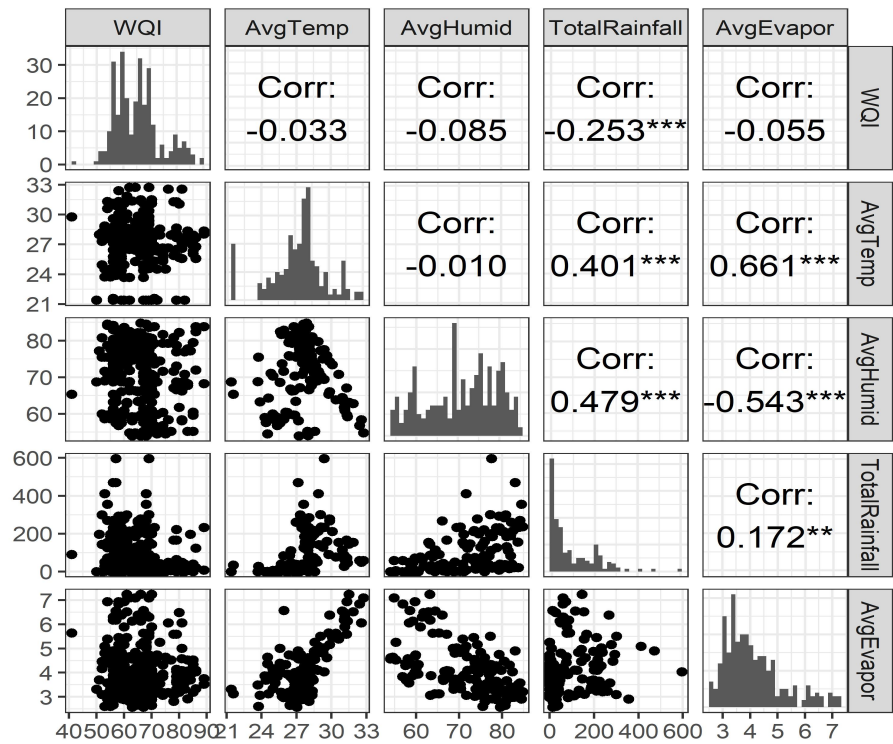 WQI AvgTemp AvgHumid TotalRainfall AvgEvapor
30
20
10
0
Corr:
-0.033
Corr:
-0.085
Corr:
-0.253***
Corr:
-0.055
WQI
33
30
27
24
21
Corr:
-0.010
Corr:
0.401***
Corr:
0.661***
AvgTemp
80
70
60
Corr:
0.479***
Corr:
-0.543***
AvgHumid
600
400
200
0
Corr:
0.172**
TotalRainfall
7
6
5
4
3
AvgEvapor
40 50 60 70 80 90 21 24 27 30 33 60 70 80 0 200 400 600 3 4 5 6 7